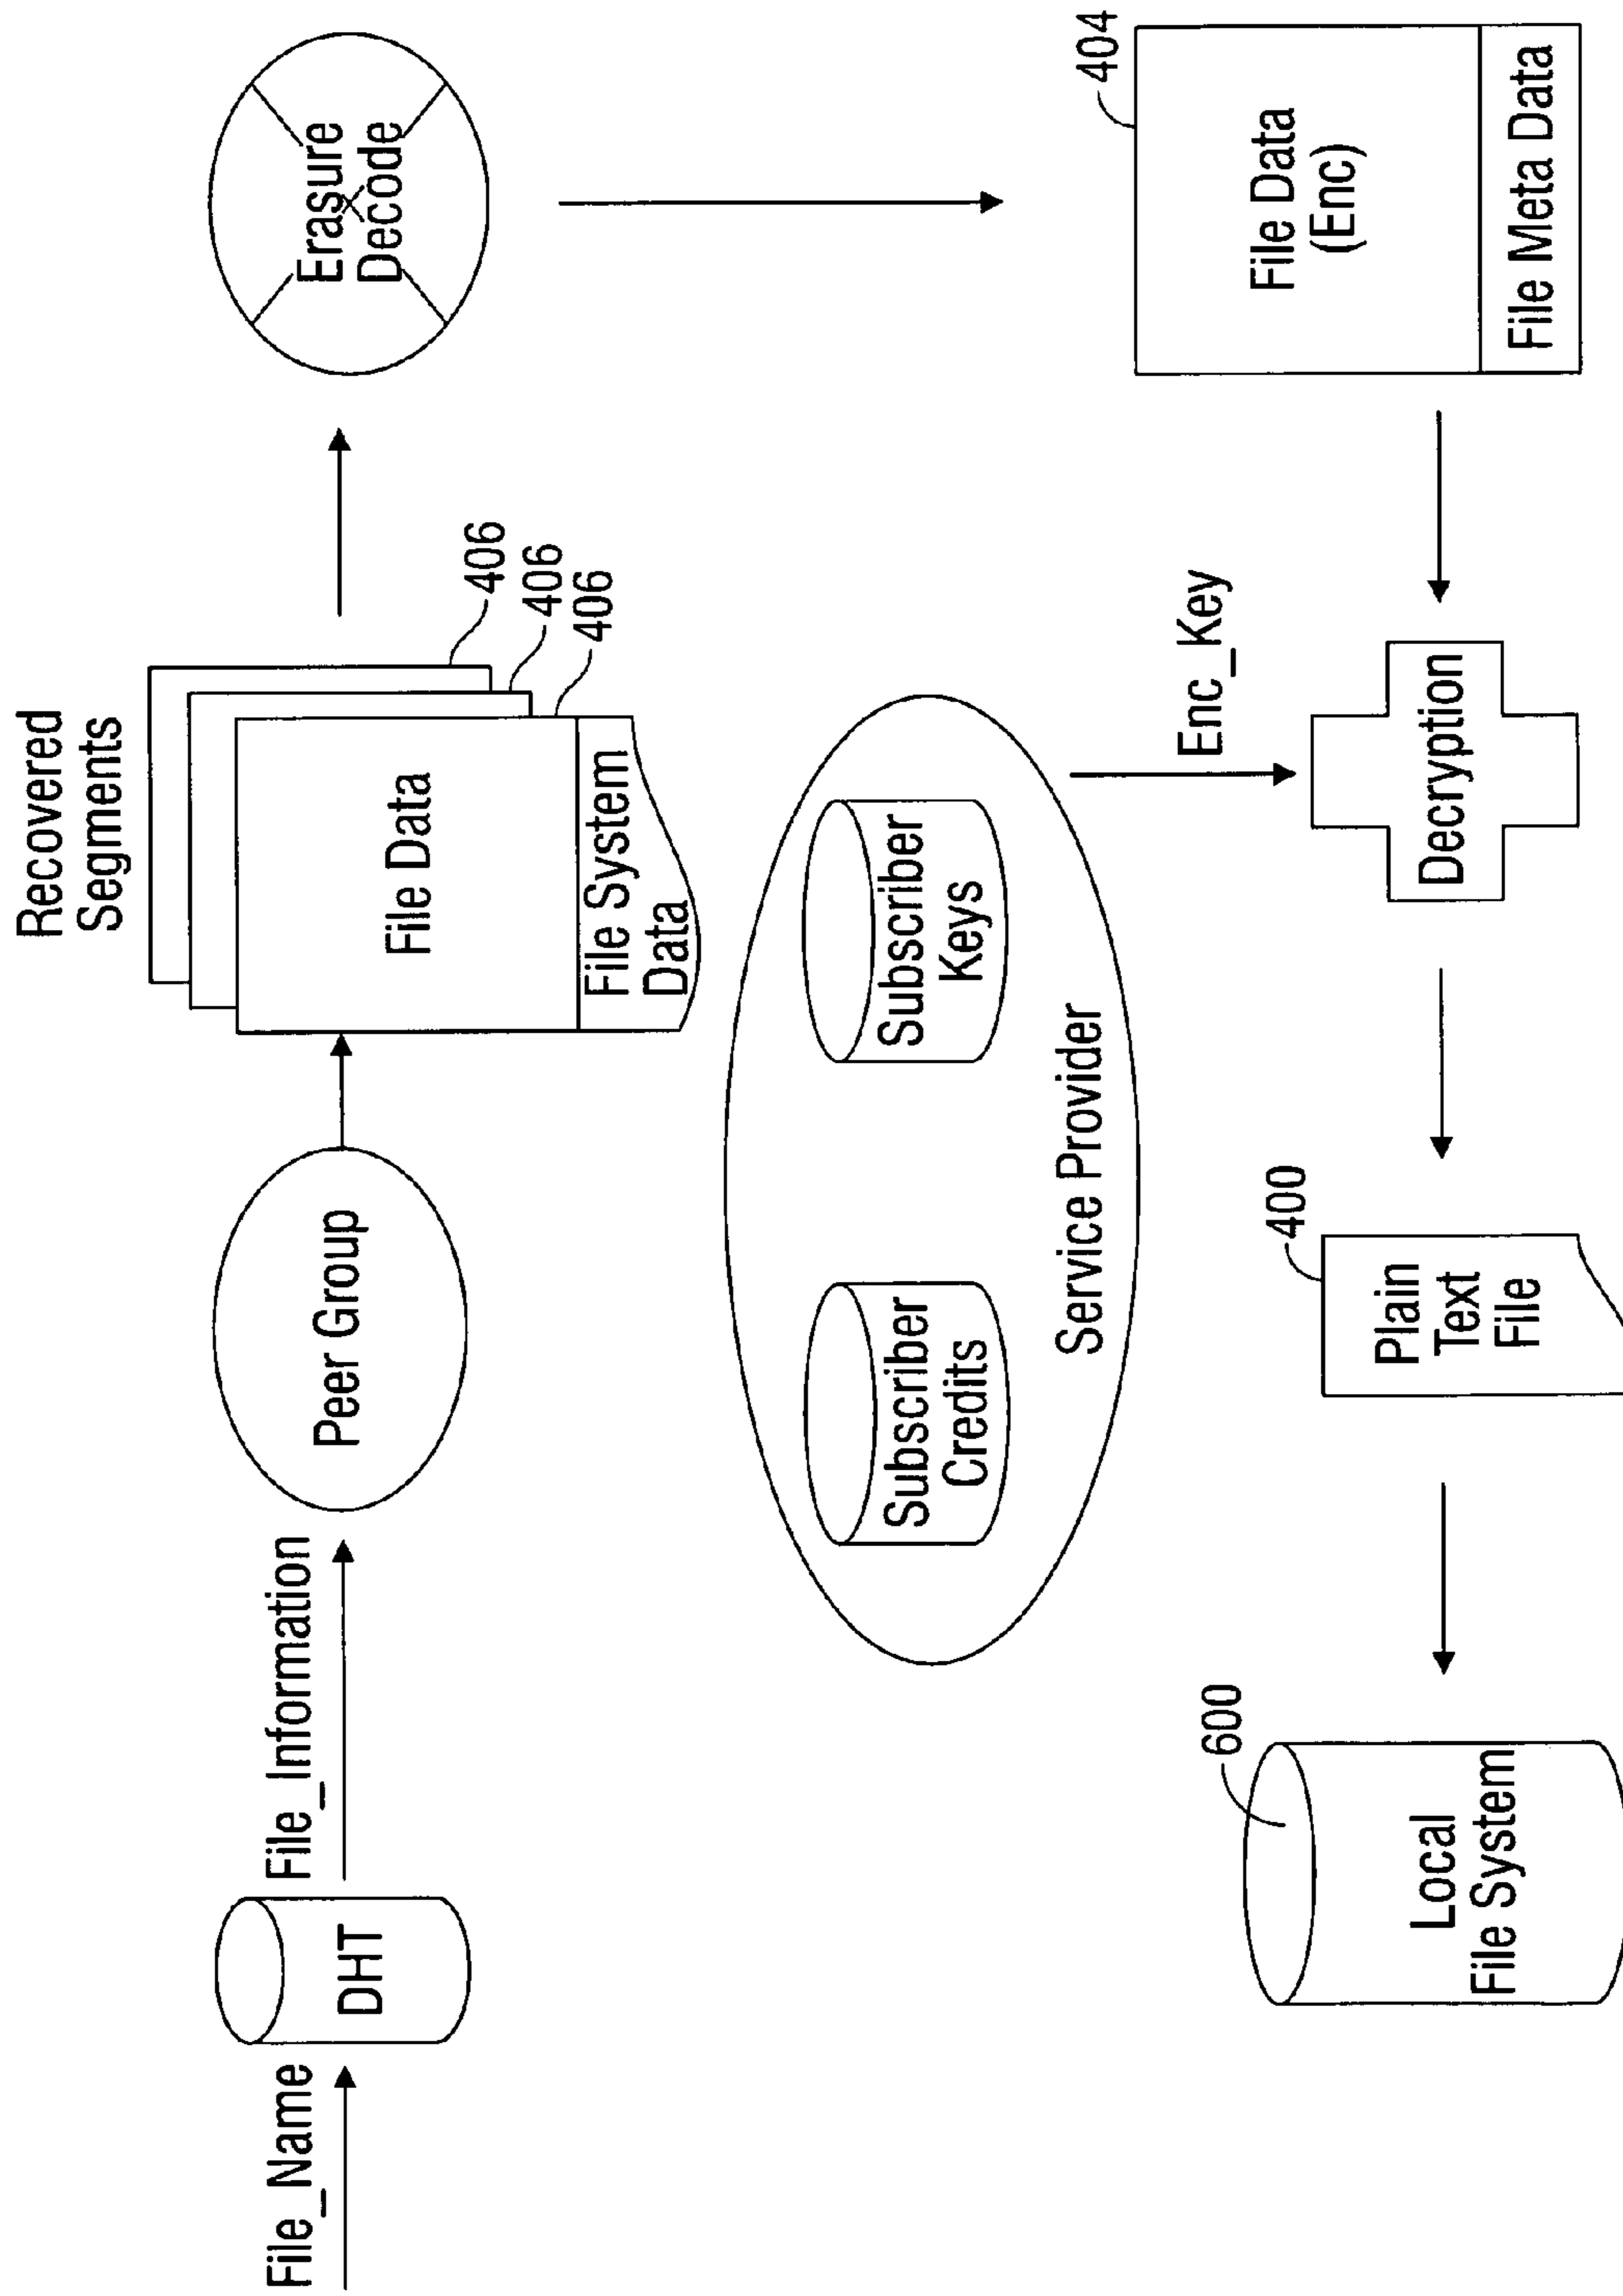 File_Name
DHT
File_Information
Peer Group
Recovered
Segments
File Data
File System
Data
406
406
406
Erasure
Decode
Subscriber
Credits
Subscriber
Keys
Service Provider
Enc_Key
404
File Data
(Enc)
File Meta Data
Decryption
400
Plain
Text
File
600
Local
File System